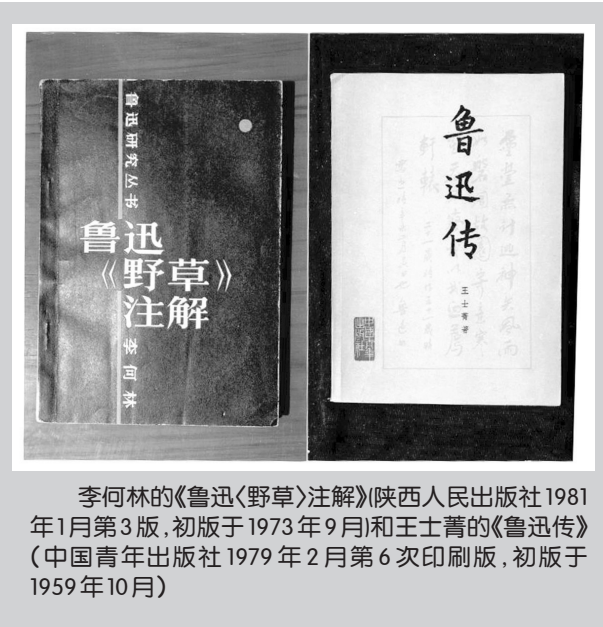 鲁迅研究丛书
鲁迅
《野草》
注解
李何林
鲁迅传
王士菁著
李何林的《鲁迅〈野草〉注解》(陕西人民出版社1981
年1月第3版,初版于1973年9月)和王士菁的《鲁迅传》
(中国青年出版社1979年2月第6次印刷版,初版于
1959年10月)